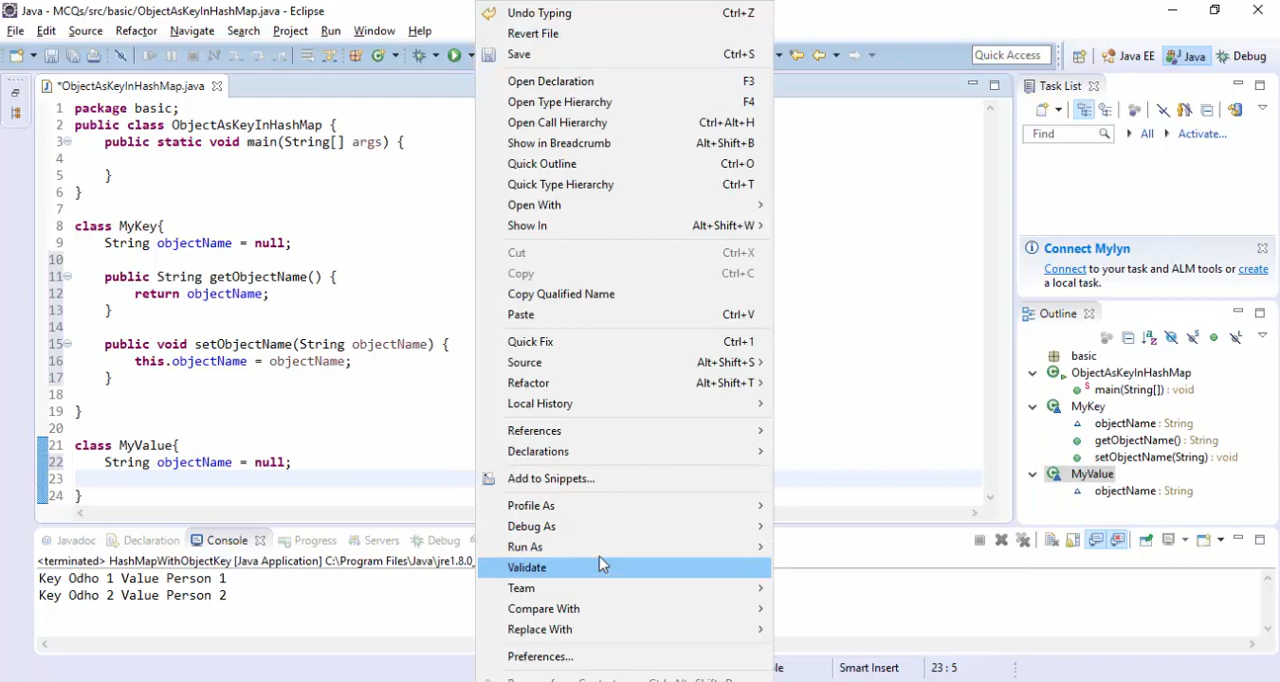 Java - MCQs/src/basic/ObjectAsKeyInHashMap.java - Eclipse
File Edit Source Refactor Navigate Search Project Run Window Help
Quick Access Java EE Java Debug
*ObjectAsKeyInHashMap.java
1 package basic;
2 public class ObjectAsKeyInHashMap {
3 public static void main(String[] args) {
4
5 }
6 }
7
8 class MyKey{
9 String objectName = null;
10
11 public String getObjectName() {
12 return objectName;
13 }
14
15 public void setObjectName(String objectName) {
16 this.objectName = objectName;
17 }
18
19 }
20
21 class MyValue{
22 String objectName = null;
23
24 }
Undo Typing Ctrl+Z
Revert File
Save Ctrl+S
Open Declaration F3
Open Type Hierarchy F4
Open Call Hierarchy Ctrl+Alt+H
Show in Breadcrumb Alt+Shift+B
Quick Outline Ctrl+O
Quick Type Hierarchy Ctrl+T
Open With
Show In Alt+Shift+W
Cut Ctrl+X
Copy Ctrl+C
Copy Qualified Name
Paste Ctrl+V
Quick Fix Ctrl+1
Source Alt+Shift+S
Refactor Alt+Shift+T
Local History
References
Declarations
Add to Snippets...
Profile As
Debug As
Run As
Validate
Team
Compare With
Replace With
Preferences...
Task List
Find All Activate...
Connect Mylyn
Connect to your task and ALM tools or create
a local task.
Outline
basic
ObjectAsKeyInHashMap
main(String[]) : void
MyKey
objectName : String
getObjectName() : String
setObjectName(String) : void
MyValue
objectName : String
Javadoc Declaration Console Progress Servers Debug
<terminated> HashMapWithObjectKey [Java Application] C:\Program Files\Java\jre1.8.0_
Key Odho 1 Value Person 1
Key Odho 2 Value Person 2
Smart Insert 23 : 5